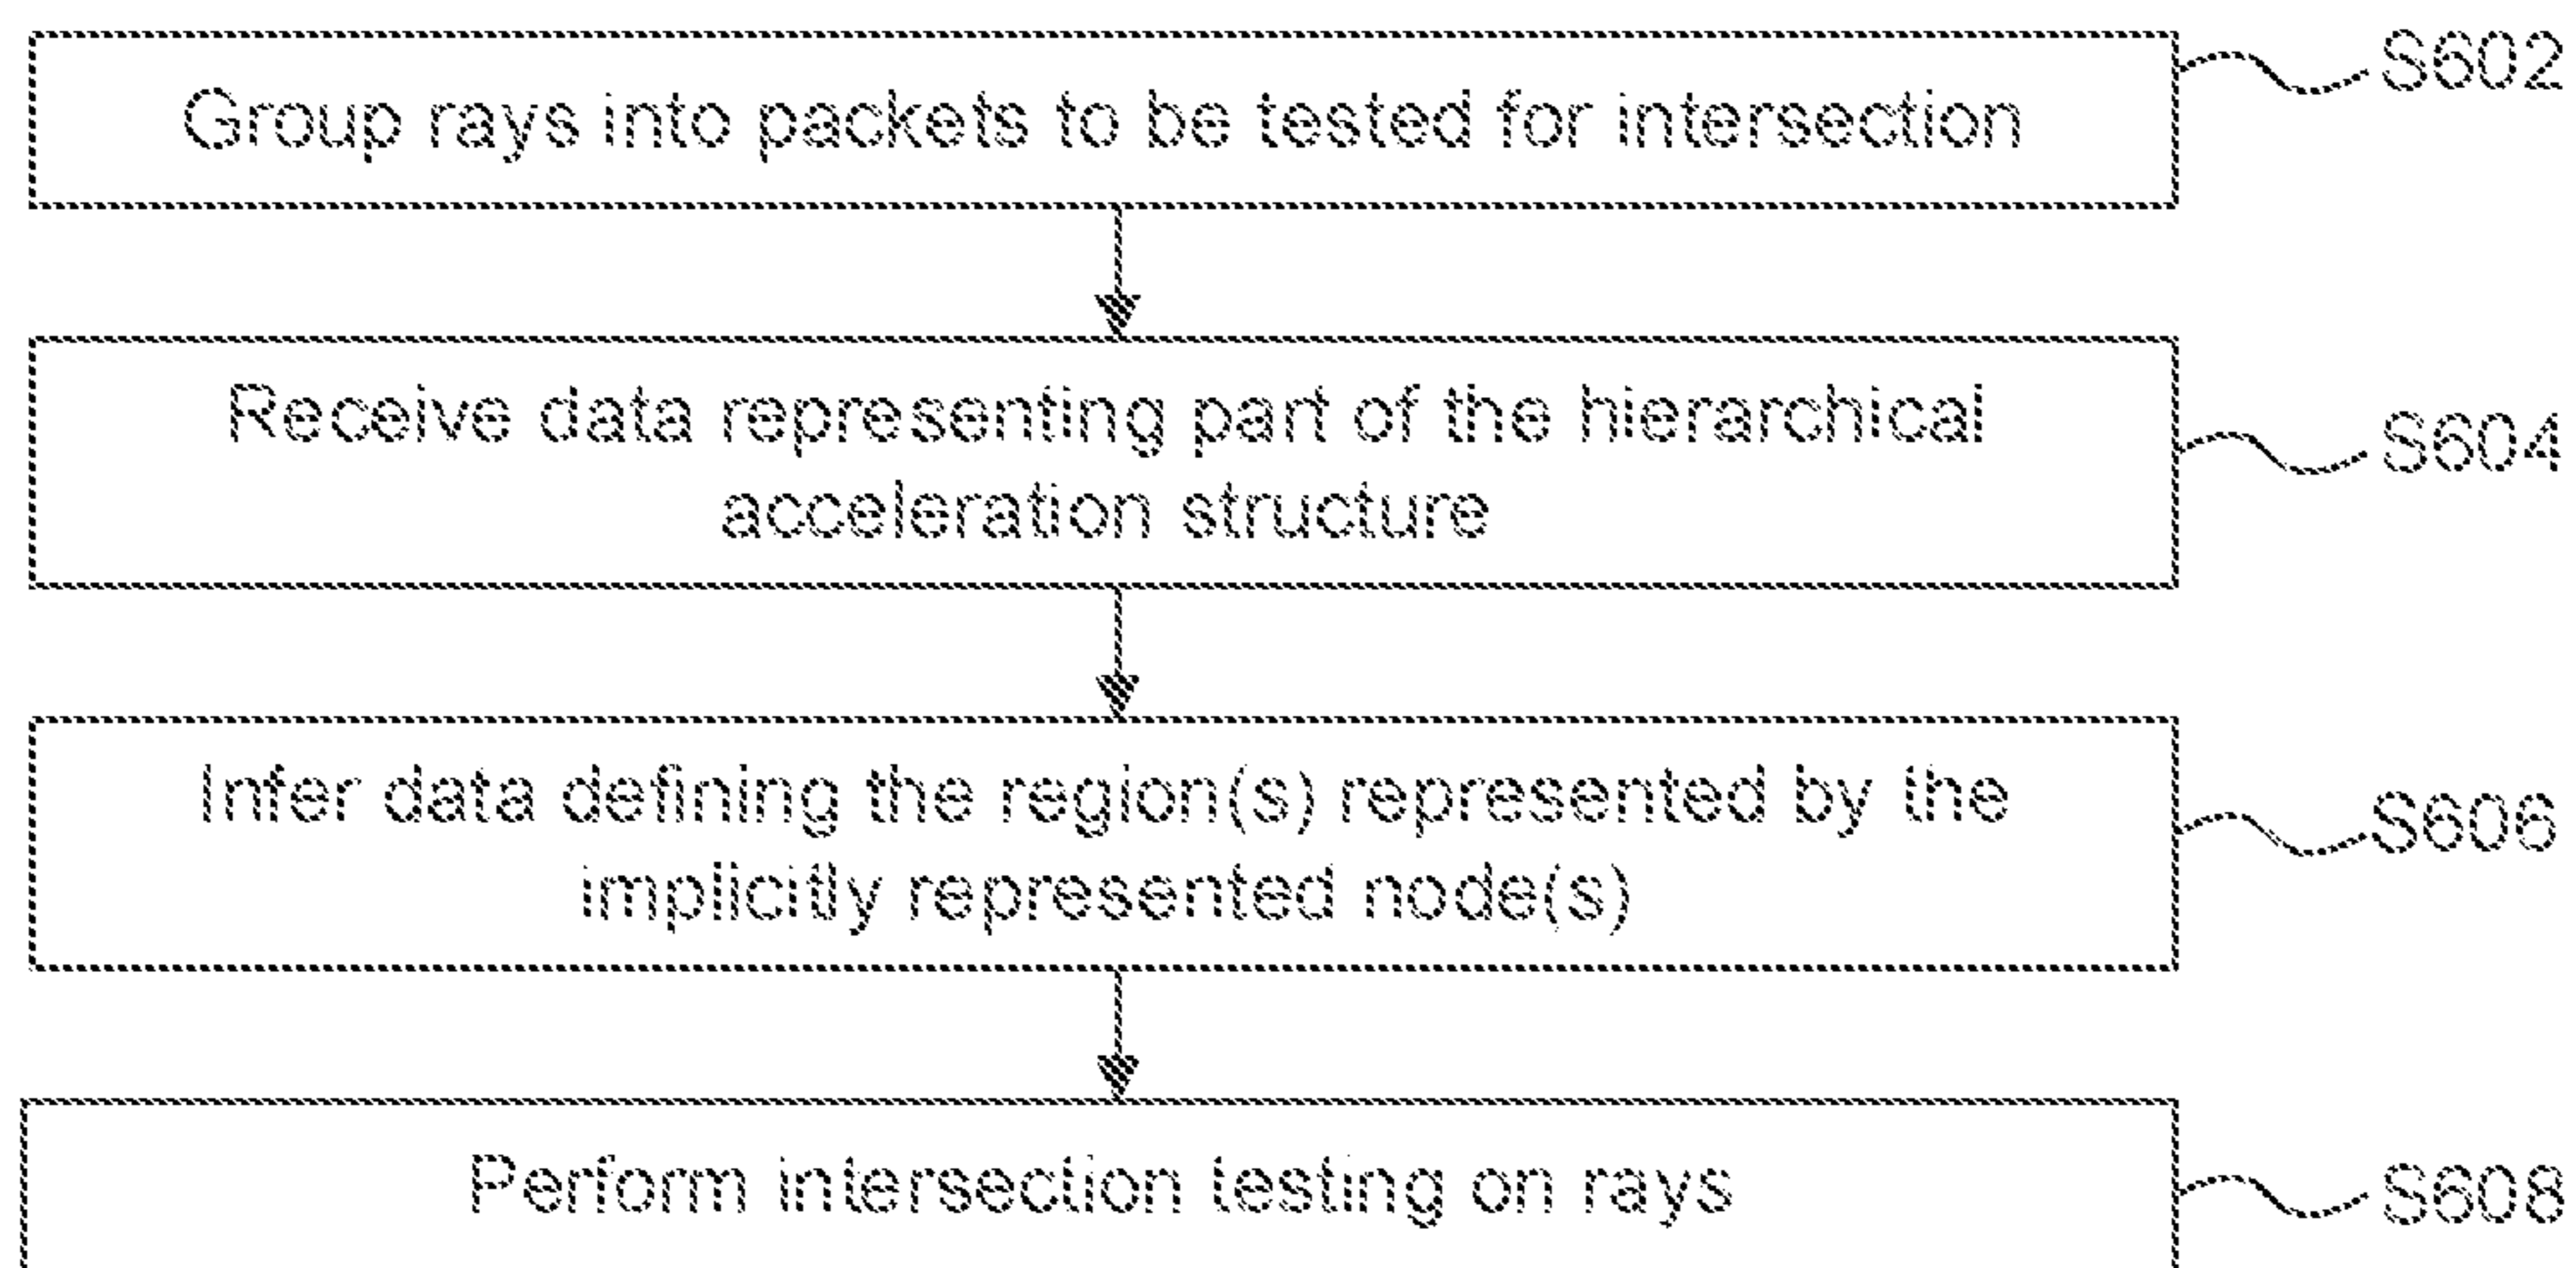 Group rays into packets to be tested for intersection
S602
Receive data representing part of the hierarchical
acceleration structure
S604
Infer data defining the region(s) represented by the
implicitly represented node(s)
S606
Perform intersection testing on rays
S608